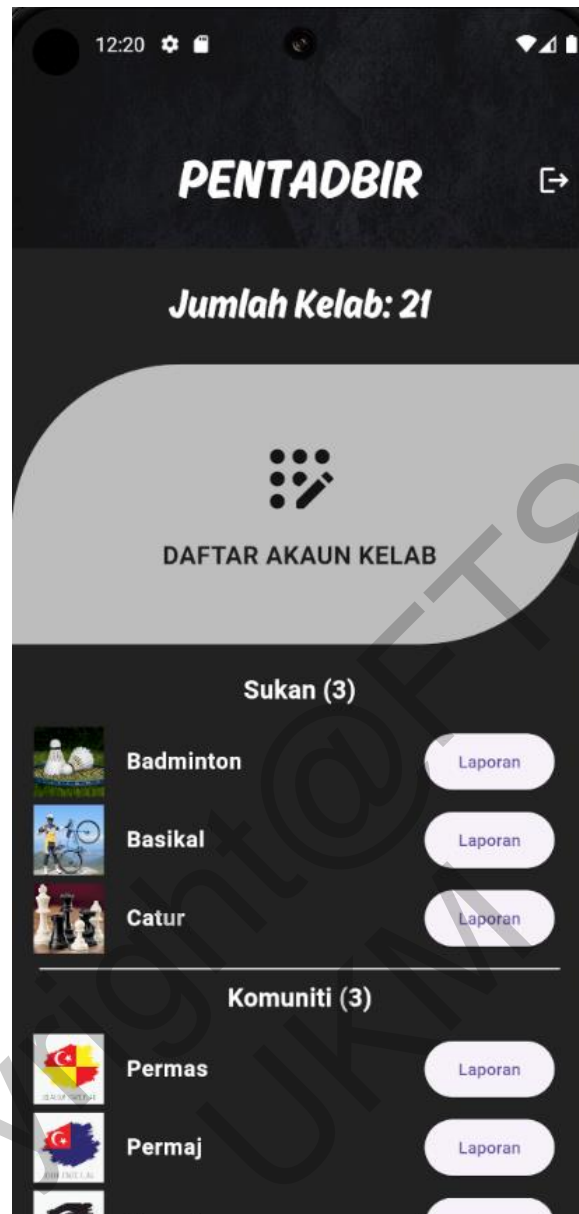 12:20
PENTADBIR
Jumlah Kelab: 21
DAFTAR AKAUN KELAB
Sukan (3)
Badminton Laporan
Basikal Laporan
Catur Laporan
Komuniti (3)
Permas Laporan
Permaj Laporan
UKM